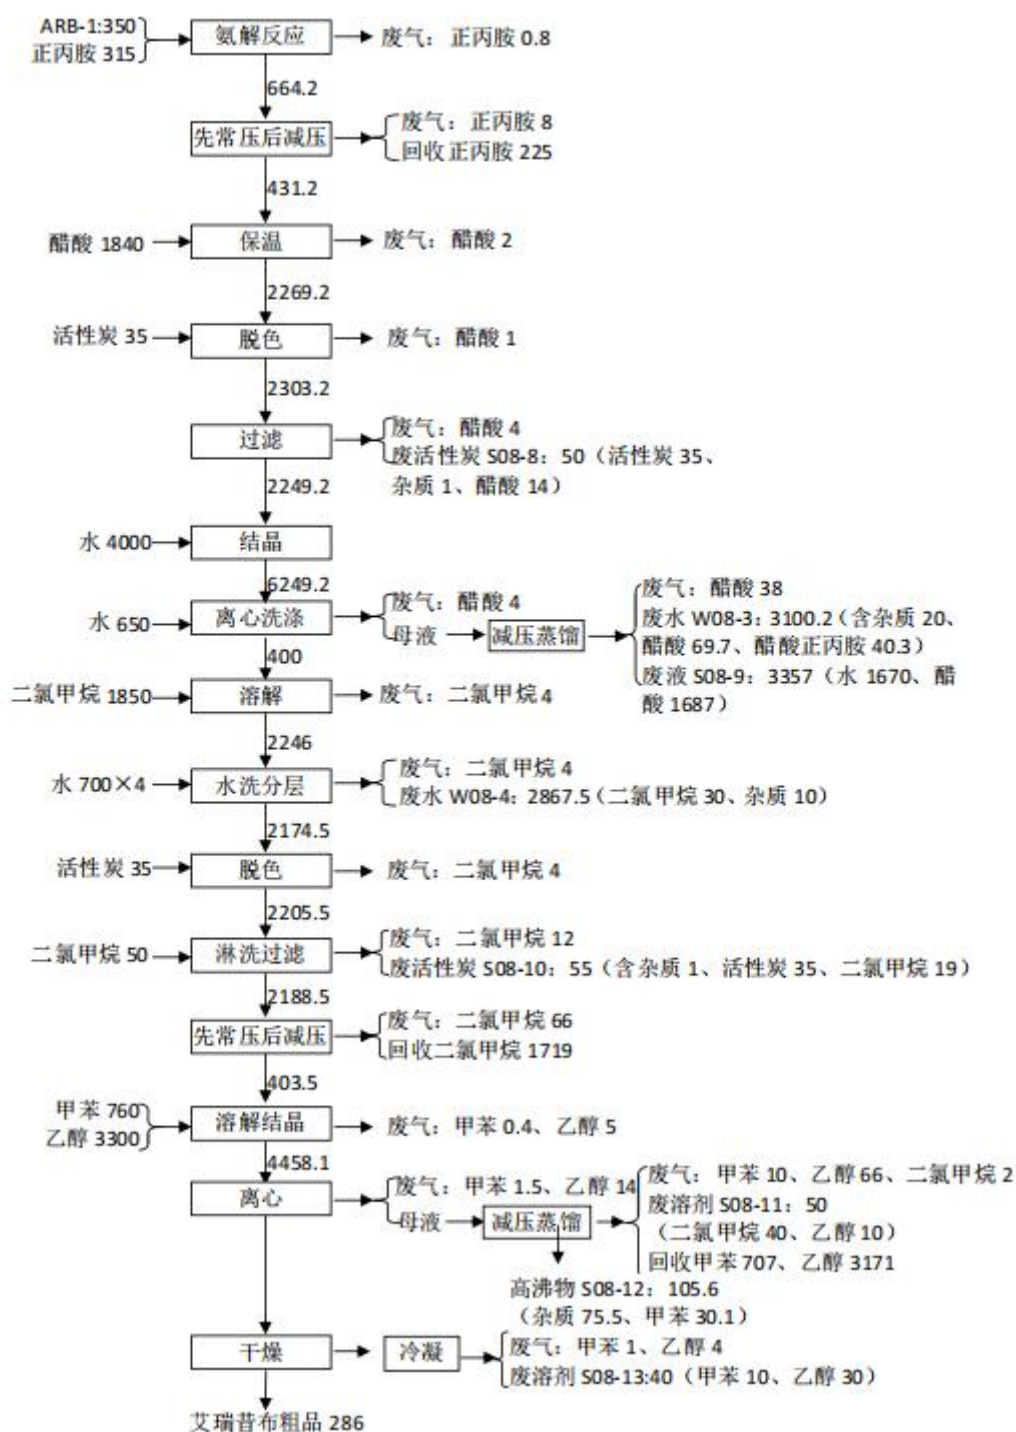 ARB-1:350
正丙胺 315
氨解反应
废气：正丙胺 0.8
664.2
先常压后减压
废气：正丙胺 8
回收正丙胺 225
431.2
醋酸 1840
保温
废气：醋酸 2
2269.2
活性炭 35
脱色
废气：醋酸 1
2303.2
过滤
废气：醋酸 4
废活性炭 S08-8：50（活性炭 35、
杂质 1、醋酸 14）
2249.2
水 4000
结晶
6249.2
水 650
离心洗涤
废气：醋酸 4
母液
减压蒸馏
废气：醋酸 38
废水 W08-3：3100.2（含杂质 20、
醋酸 69.7、醋酸正丙胺 40.3）
废液 S08-9：3357（水 1670、醋
酸 1687）
400
二氯甲烷 1850
溶解
废气：二氯甲烷 4
2246
水 700×4
水洗分层
废气：二氯甲烷 4
废水 W08-4：2867.5（二氯甲烷 30、杂质 10）
2174.5
活性炭 35
脱色
废气：二氯甲烷 4
2205.5
二氯甲烷 50
淋洗过滤
废气：二氯甲烷 12
废活性炭 S08-10：55（含杂质 1、活性炭 35、二氯甲烷 19）
2188.5
先常压后减压
废气：二氯甲烷 66
回收二氯甲烷 1719
403.5
甲苯 760
乙醇 3300
溶解结晶
废气：甲苯 0.4、乙醇 5
4458.1
离心
废气：甲苯 1.5、乙醇 14
母液
减压蒸馏
废气：甲苯 10、乙醇 66、二氯甲烷 2
废溶剂 S08-11：50
（二氯甲烷 40、乙醇 10）
回收甲苯 707、乙醇 3171
高沸物 S08-12：105.6
（杂质 75.5、甲苯 30.1）
干燥
冷凝
废气：甲苯 1、乙醇 4
废溶剂 S08-13:40（甲苯 10、乙醇 30）
艾瑞昔布粗品 286